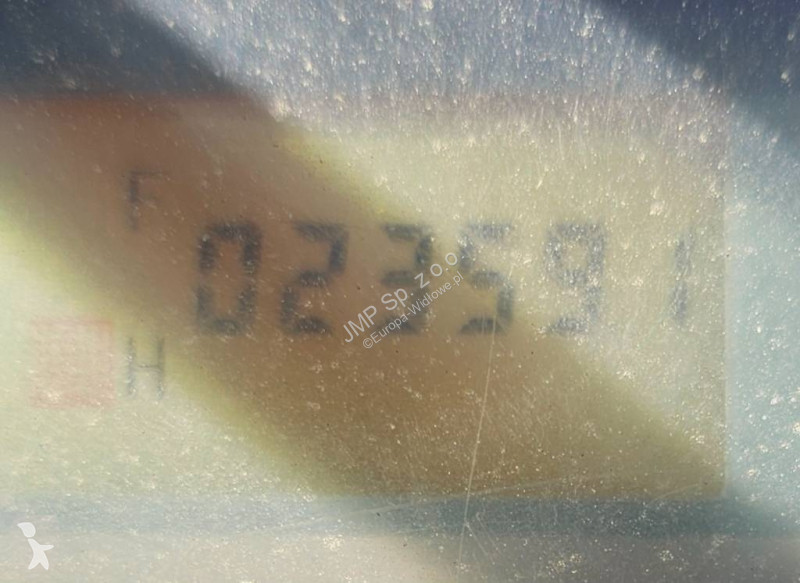 F
023591
H
JMP Sp. z o.o.
©Europa-Widlowe.pl